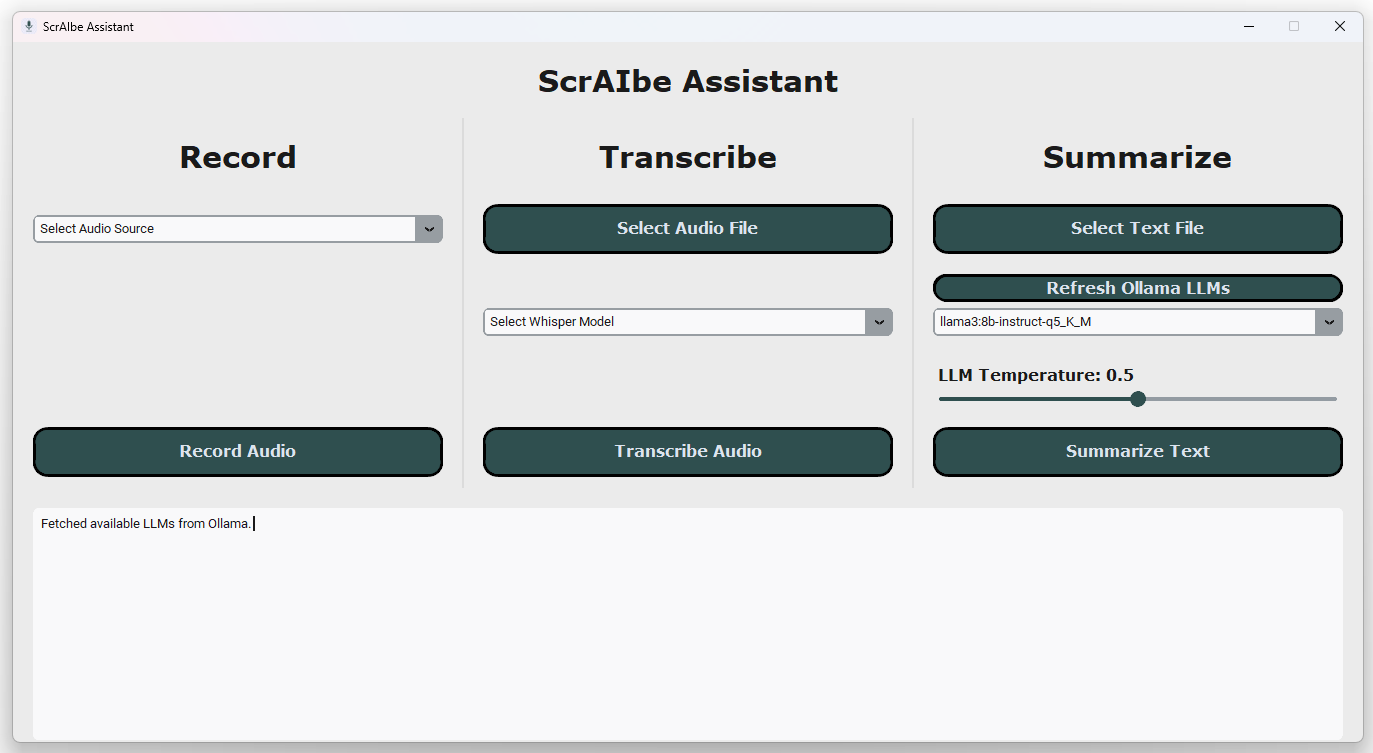 ScrAIbe Assistant
ScrAIbe Assistant
Record
Select Audio Source
Record Audio
Transcribe
Select Audio File
Select Whisper Model
Transcribe Audio
Summarize
Select Text File
Refresh Ollama LLMs
llama3:8b-instruct-q5_K_M
LLM Temperature: 0.5
Summarize Text
Fetched available LLMs from Ollama.